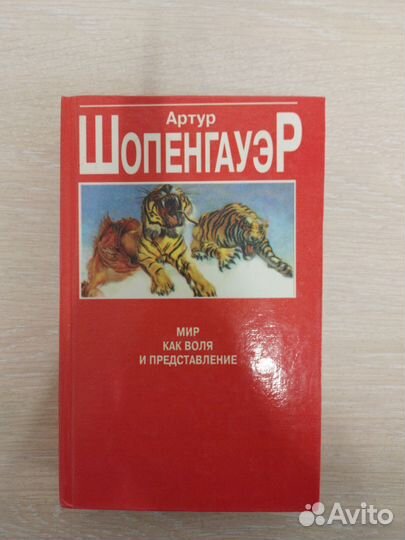 Артур
ШОПЕНГАУЭР
МИР
КАК ВОЛЯ
И ПРЕДСТАВЛЕНИЕ
Avito